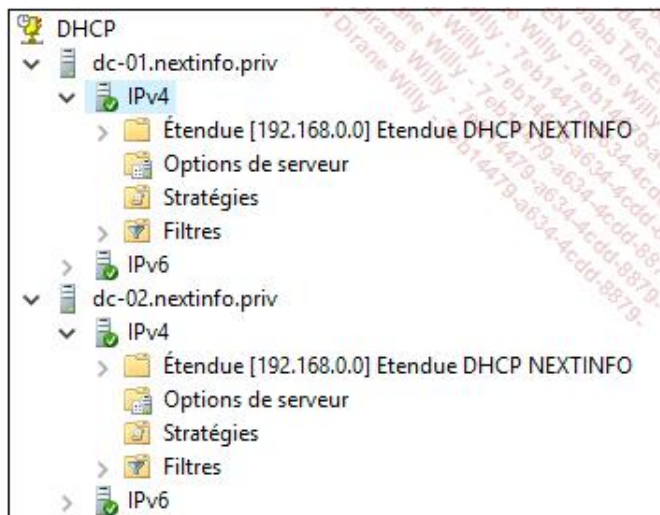 DHCP
dc-01.nextinfo.priv
IPv4
Étendue [192.168.0.0] Etendue DHCP NEXTINFO
Options de serveur
Stratégies
Filtres
IPv6
dc-02.nextinfo.priv
IPv4
Étendue [192.168.0.0] Etendue DHCP NEXTINFO
Options de serveur
Stratégies
Filtres
IPv6